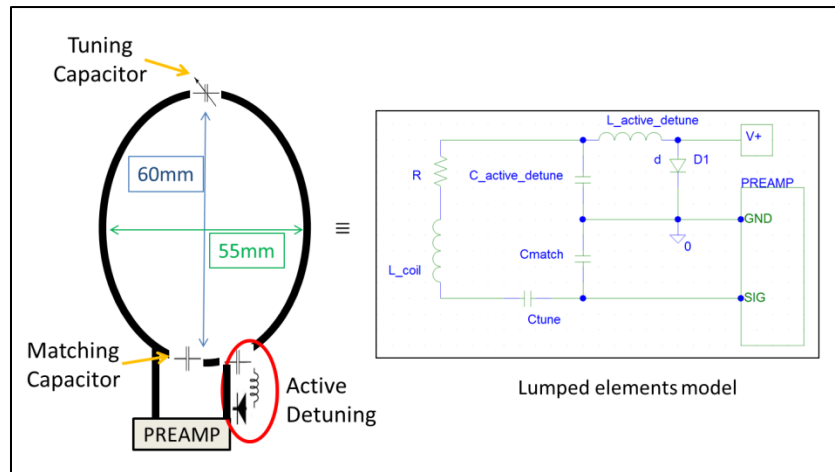 Tuning
Capacitor
60mm
55mm
Matching
Capacitor
Active
Detuning
PREAMP
≡
L_active_detune
V+
R
C_active_detune
d
D1
PREAMP
GND
0
Cmatch
L_coil
SIG
Ctune
Lumped elements model